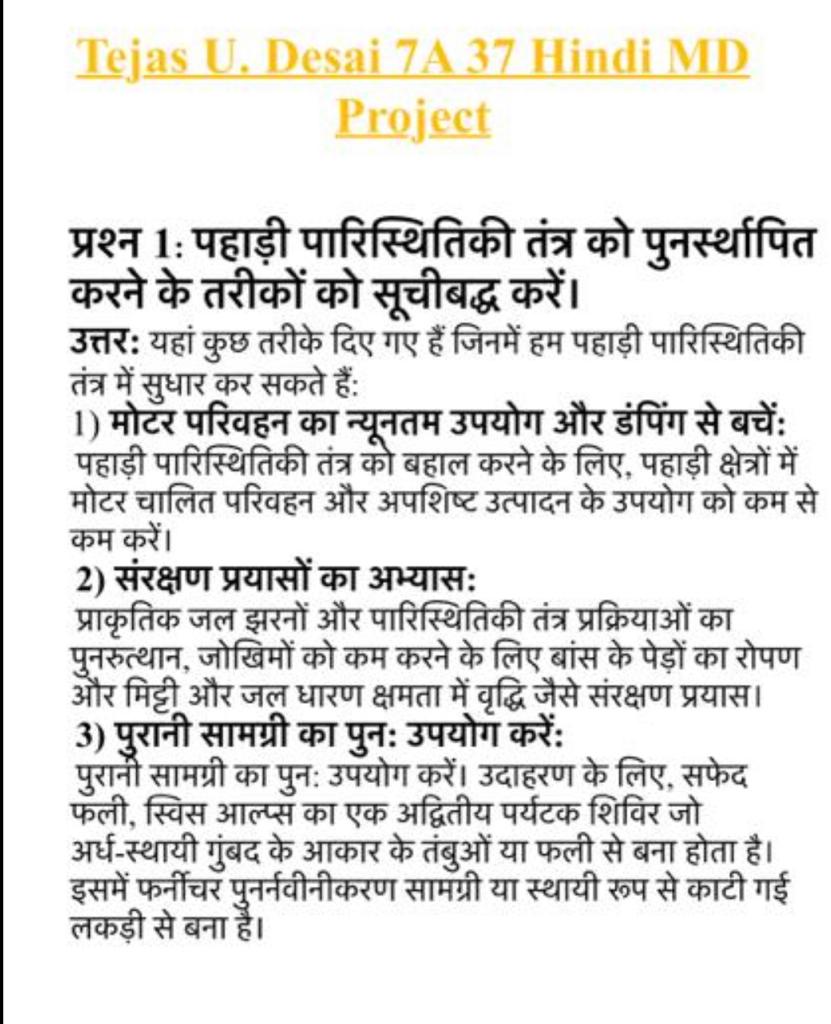 Tejas U. Desai 7A 37 Hindi MD
Project
प्रश्न 1: पहाड़ी पारिस्थितिकी तंत्र को पुनर्स्थापित
करने के तरीकों को सूचीबद्ध करें।
उत्तर: यहां कुछ तरीके दिए गए हैं जिनमें हम पहाड़ी पारिस्थितिकी
तंत्र में सुधार कर सकते हैं:
1) मोटर परिवहन का न्यूनतम उपयोग और डंपिंग से बचें:
पहाड़ी पारिस्थितिकी तंत्र को बहाल करने के लिए, पहाड़ी क्षेत्रों में
मोटर चालित परिवहन और अपशिष्ट उत्पादन के उपयोग को कम से
कम करें।
2) संरक्षण प्रयासों का अभ्यास:
प्राकृतिक जल झरनों और पारिस्थितिकी तंत्र प्रक्रियाओं का
पुनरुत्थान, जोखिमों को कम करने के लिए बांस के पेड़ों का रोपण
और मिट्टी और जल धारण क्षमता में वृद्धि जैसे संरक्षण प्रयास।
3) पुरानी सामग्री का पुन: उपयोग करें:
पुरानी सामग्री का पुन: उपयोग करें। उदाहरण के लिए, सफेद
फली, स्विस आल्प्स का एक अद्वितीय पर्यटक शिविर जो
अर्ध-स्थायी गुंबद के आकार के तंबुओं या फली से बना होता है।
इसमें फर्नीचर पुनर्नवीनीकरण सामग्री या स्थायी रूप से काटी गई
लकड़ी से बना है।